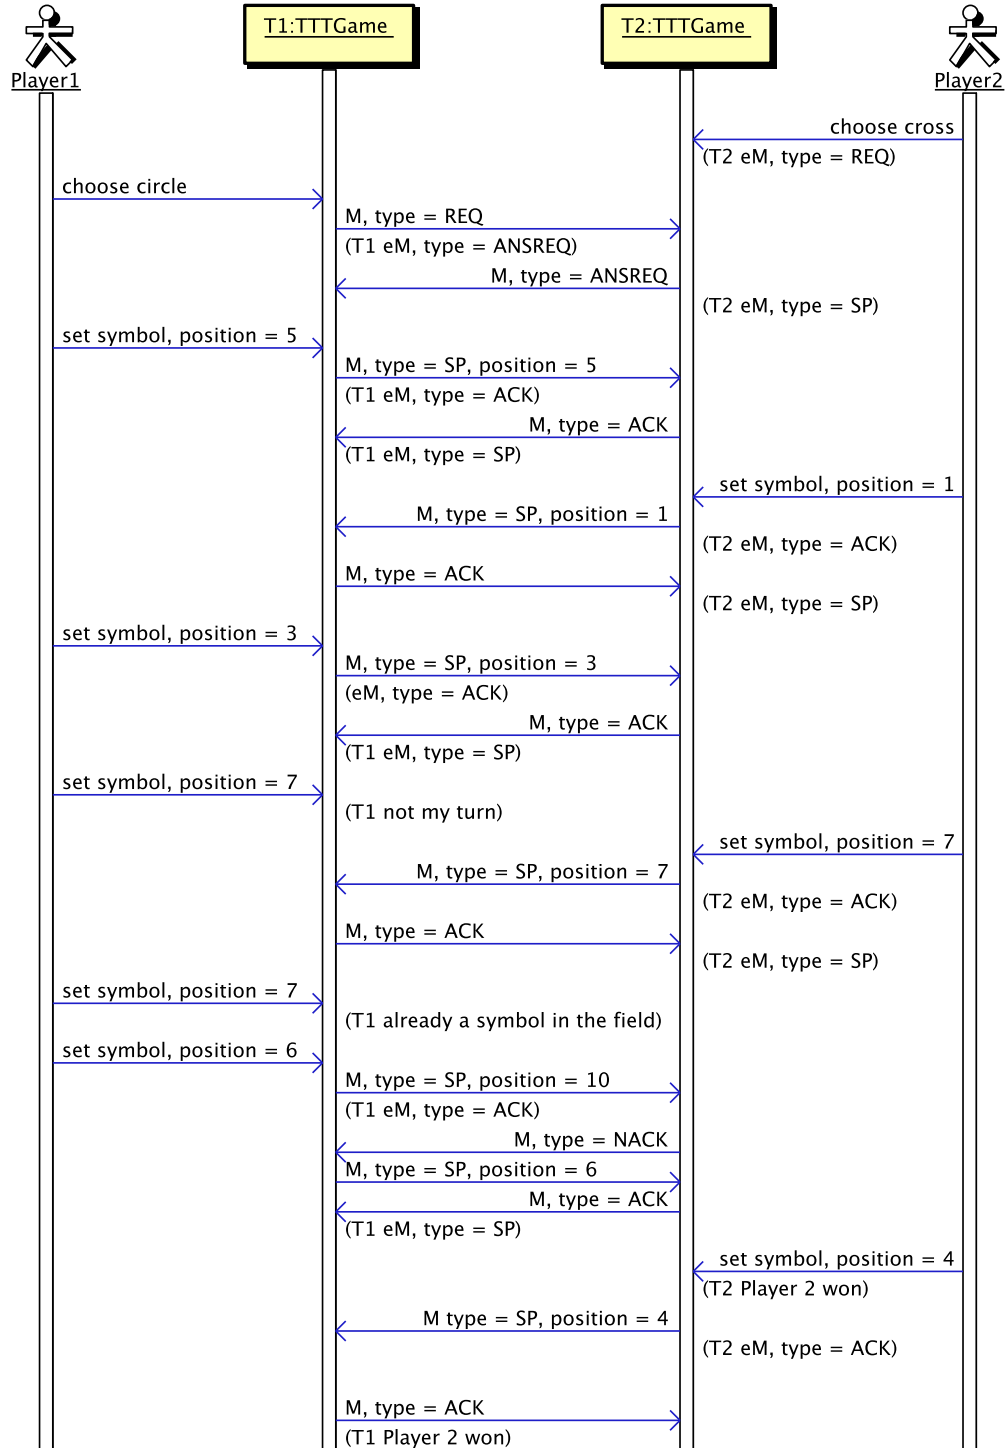 T1:TTTGame
T2:TTTGame
Player1
Player2
choose cross
(T2 eM, type = REQ)
choose circle
M, type = REQ
(T1 eM, type = ANSREQ)
M, type = ANSREQ
(T2 eM, type = SP)
set symbol, position = 5
M, type = SP, position = 5
(T1 eM, type = ACK)
M, type = ACK
(T1 eM, type = SP)
set symbol, position = 1
M, type = SP, position = 1
(T2 eM, type = ACK)
M, type = ACK
(T2 eM, type = SP)
set symbol, position = 3
M, type = SP, position = 3
(eM, type = ACK)
M, type = ACK
(T1 eM, type = SP)
set symbol, position = 7
(T1 not my turn)
set symbol, position = 7
M, type = SP, position = 7
(T2 eM, type = ACK)
M, type = ACK
(T2 eM, type = SP)
set symbol, position = 7
(T1 already a symbol in the field)
set symbol, position = 6
M, type = SP, position = 10
(T1 eM, type = ACK)
M, type = NACK
M, type = SP, position = 6
M, type = ACK
(T1 eM, type = SP)
set symbol, position = 4
(T2 Player 2 won)
M type = SP, position = 4
(T2 eM, type = ACK)
M, type = ACK
(T1 Player 2 won)